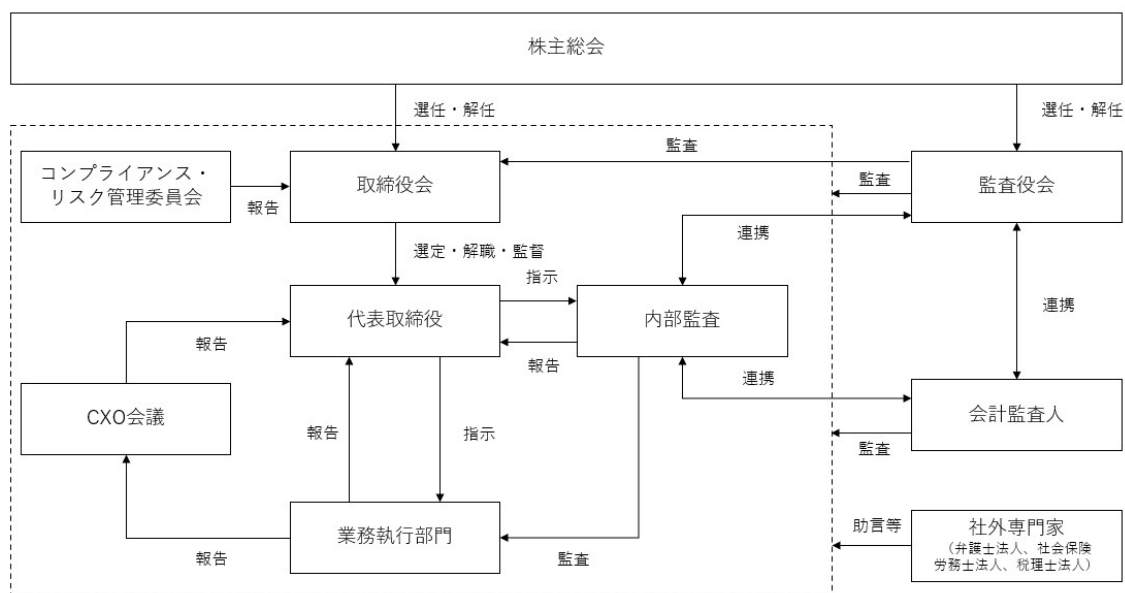 株主総会
選任・解任
選任・解任
コンプライアンス・
リスク管理委員会
報告
取締役会
監査
監査
監査役会
選定・解職・監督
連携
指示
代表取締役
内部監査
連携
報告
報告
連携
CXO会議
報告
指示
会計監査人
監査
業務執行部門
報告
監査
助言等
社外専門家
(弁護士法人、社会保険
労務士法人、税理士法人)